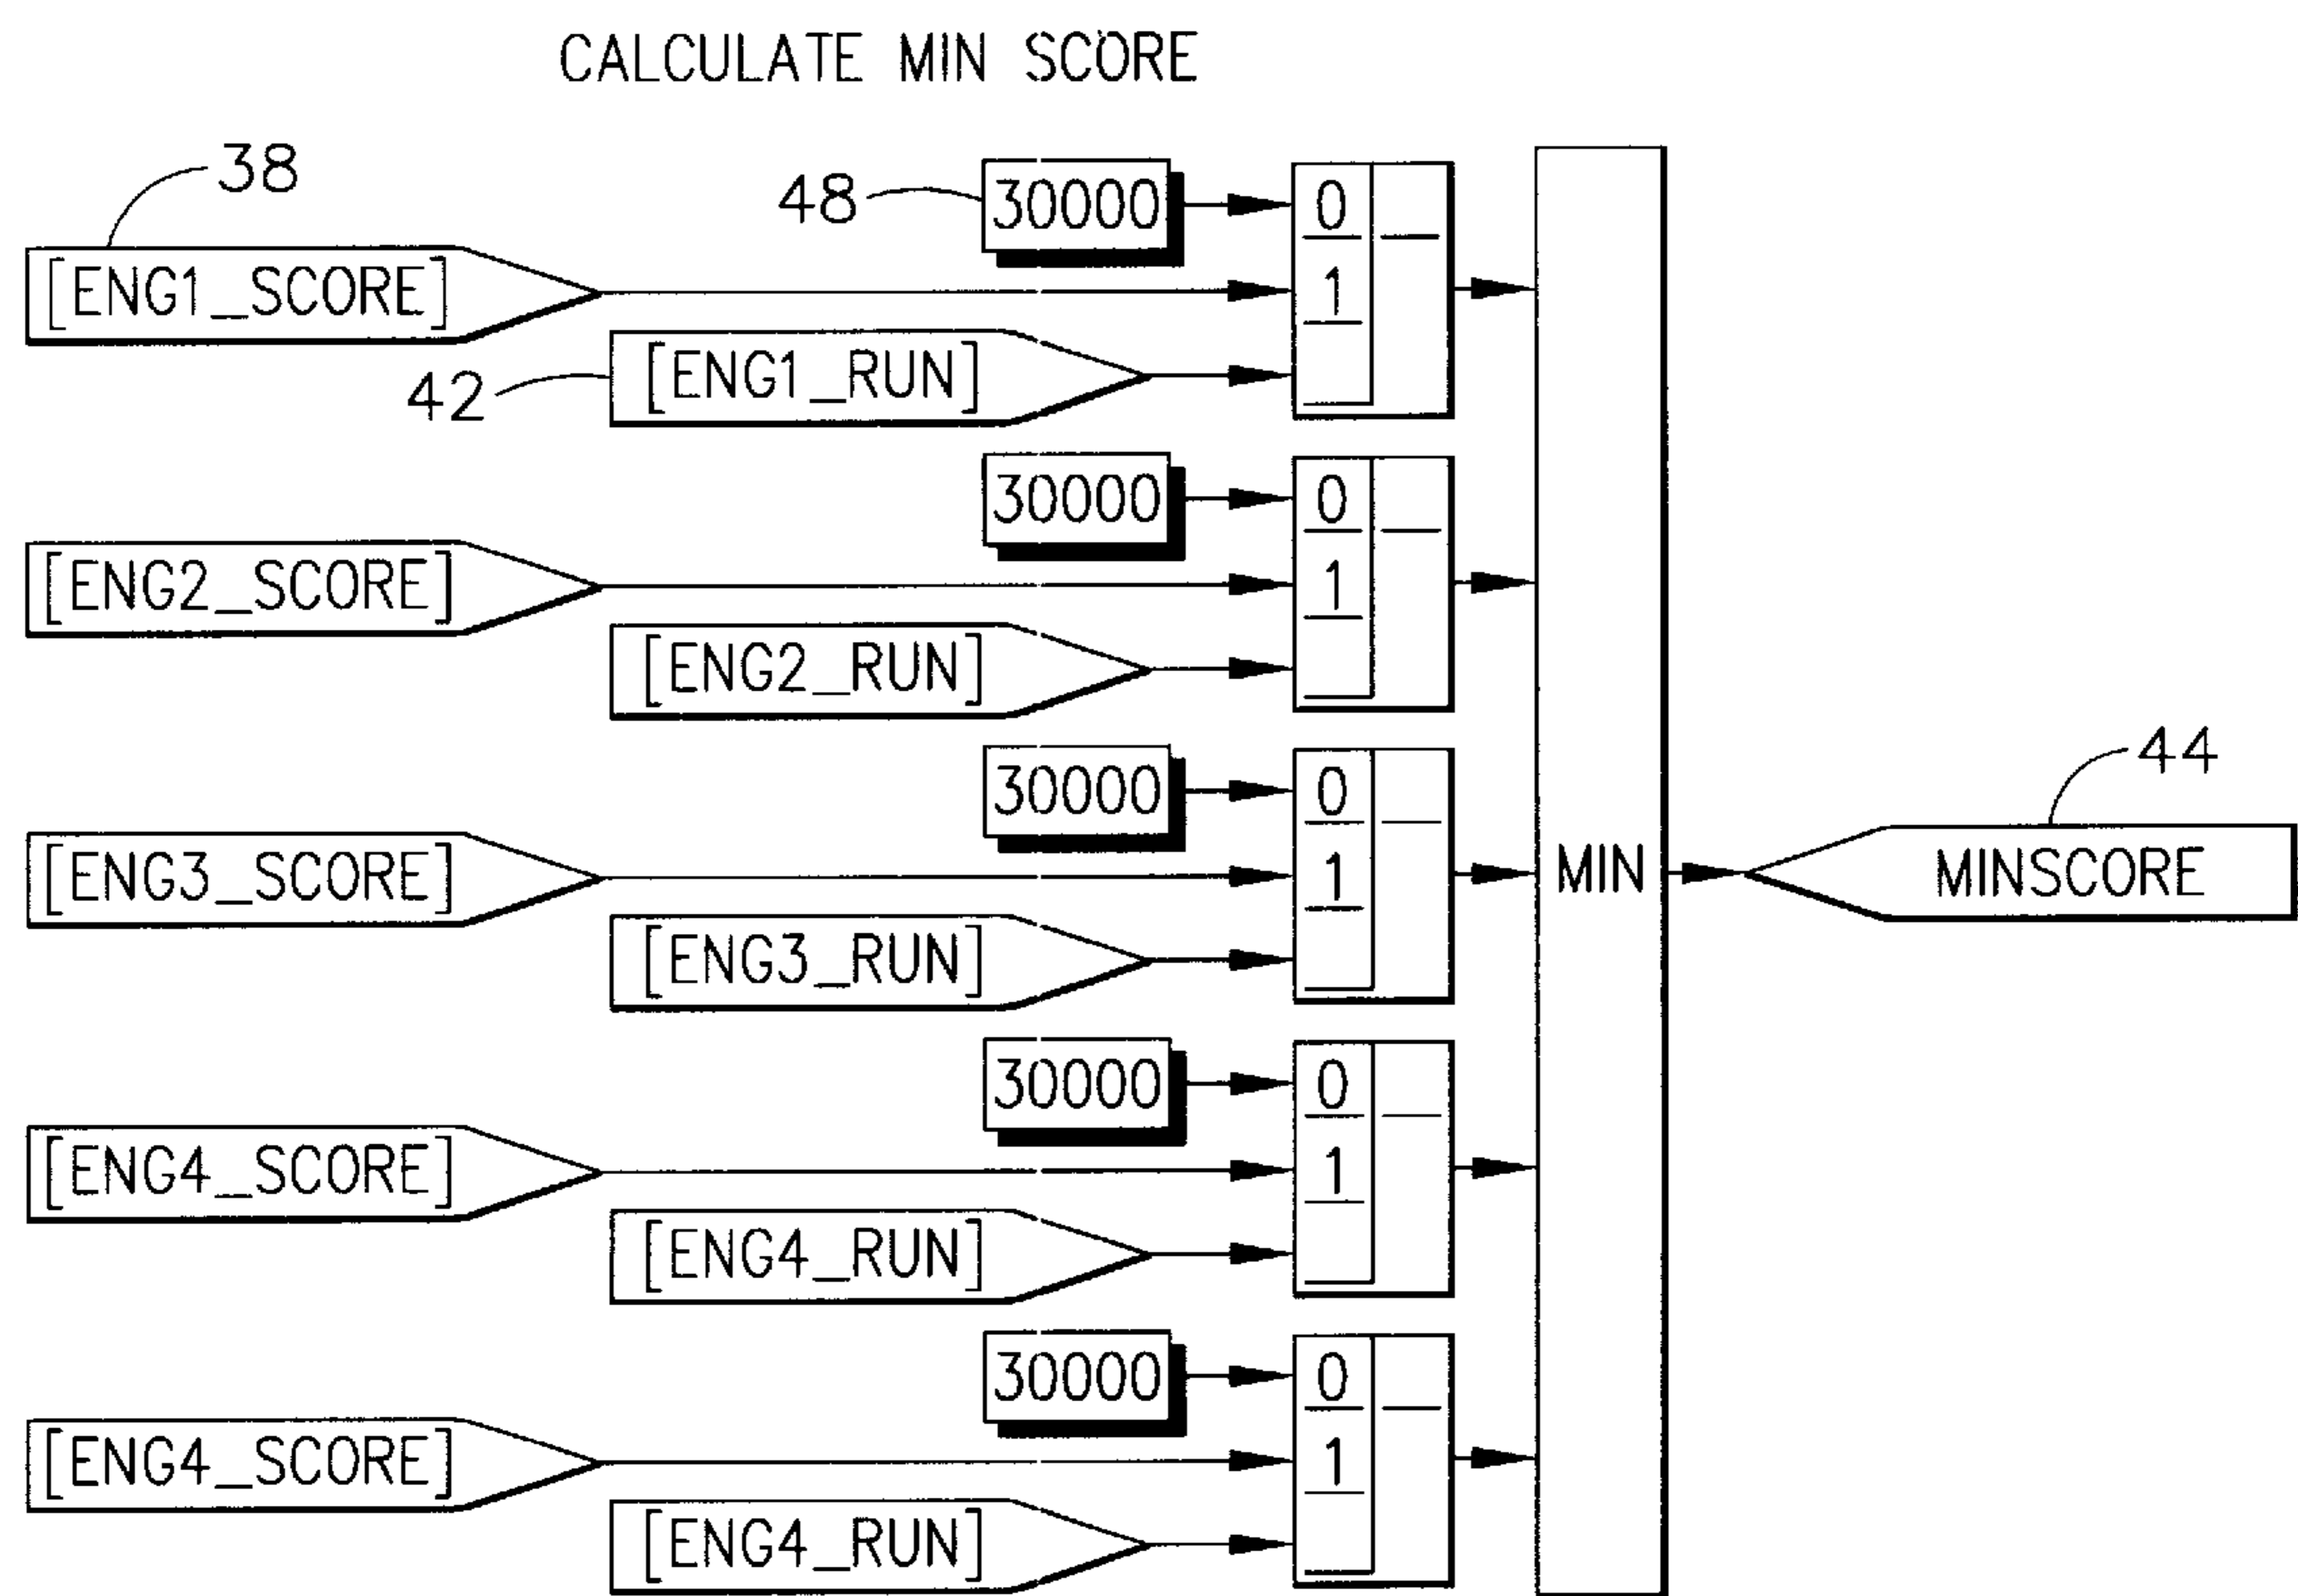 CALCULATE MIN SCORE
38
48
30000
0
[ENG1_SCORE]
1
42
[ENG1_RUN]
30000
0
[ENG2_SCORE]
1
[ENG2_RUN]
30000
0
44
[ENG3_SCORE]
1
MIN
MINSCORE
[ENG3_RUN]
30000
0
[ENG4_SCORE]
1
[ENG4_RUN]
30000
0
[ENG4_SCORE]
1
[ENG4_RUN]